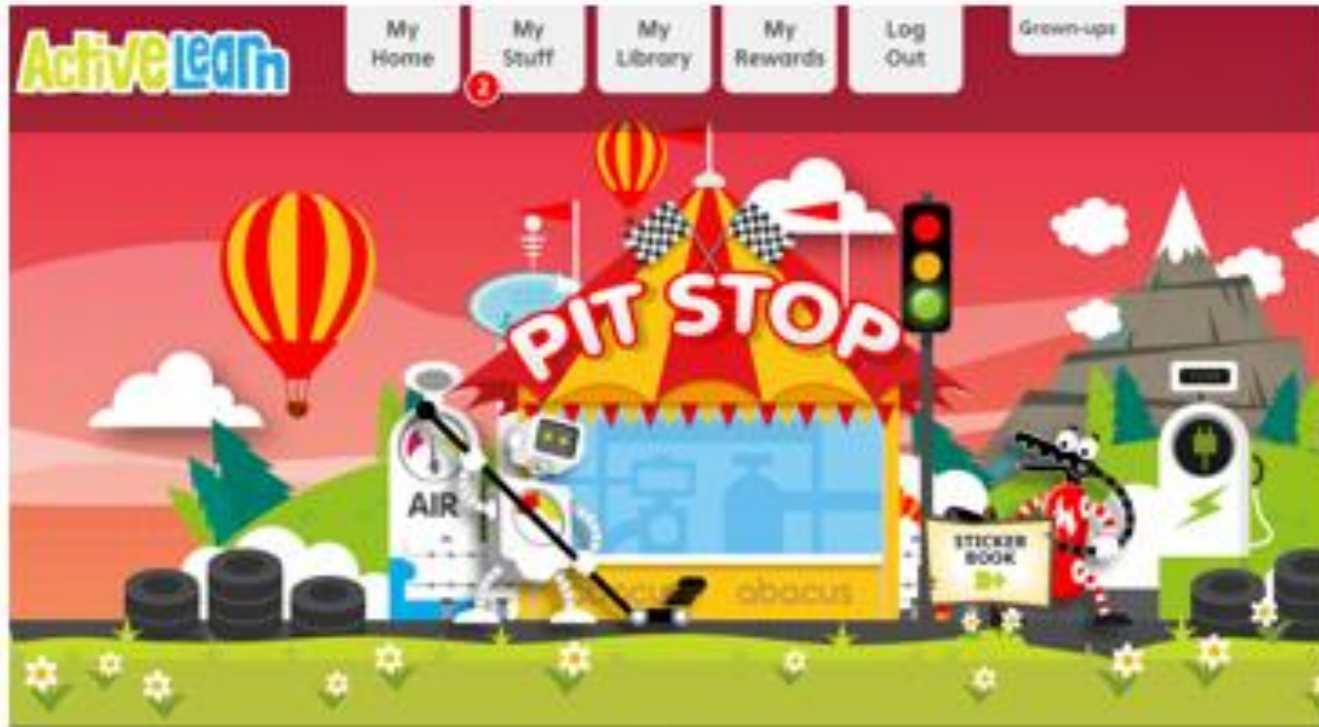 ActiveLearn
My
Home
My
Stuff
2
My
Library
My
Rewards
Log
Out
Grown-ups
PIT STOP
AIR
STICKER
BOOK
abacus